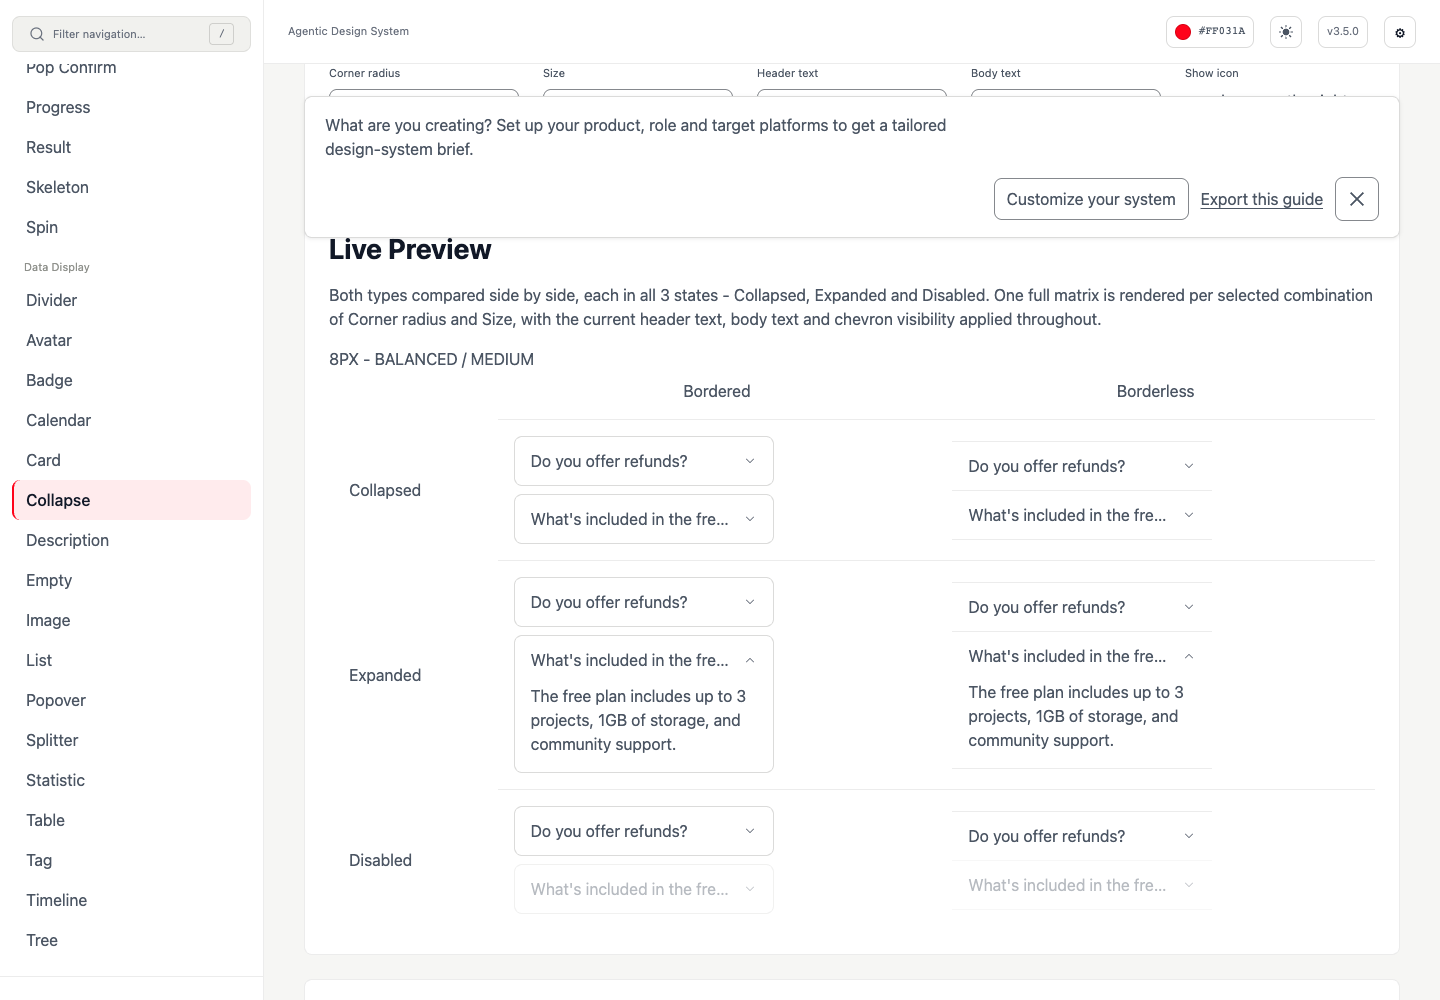 Filter navigation... /
Pop Confirm
Progress
Result
Skeleton
Spin
Data Display
Divider
Avatar
Badge
Calendar
Card
Collapse
Description
Empty
Image
List
Popover
Splitter
Statistic
Table
Tag
Timeline
Tree
Agentic Design System
#FF031A
v3.5.0
Corner radius
Size
Header text
Body text
Show icon
What are you creating? Set up your product, role and target platforms to get a tailored
design-system brief.
Customize your system
Export this guide
Live Preview
Both types compared side by side, each in all 3 states - Collapsed, Expanded and Disabled. One full matrix is rendered per selected combination
of Corner radius and Size, with the current header text, body text and chevron visibility applied throughout.
8PX - BALANCED / MEDIUM
Bordered
Borderless
Collapsed
Do you offer refunds?
What's included in the fre...
Do you offer refunds?
What's included in the fre...
Expanded
Do you offer refunds?
What's included in the fre...
The free plan includes up to 3
projects, 1GB of storage, and
community support.
Do you offer refunds?
What's included in the fre...
The free plan includes up to 3
projects, 1GB of storage, and
community support.
Disabled
Do you offer refunds?
What's included in the fre...
Do you offer refunds?
What's included in the fre...